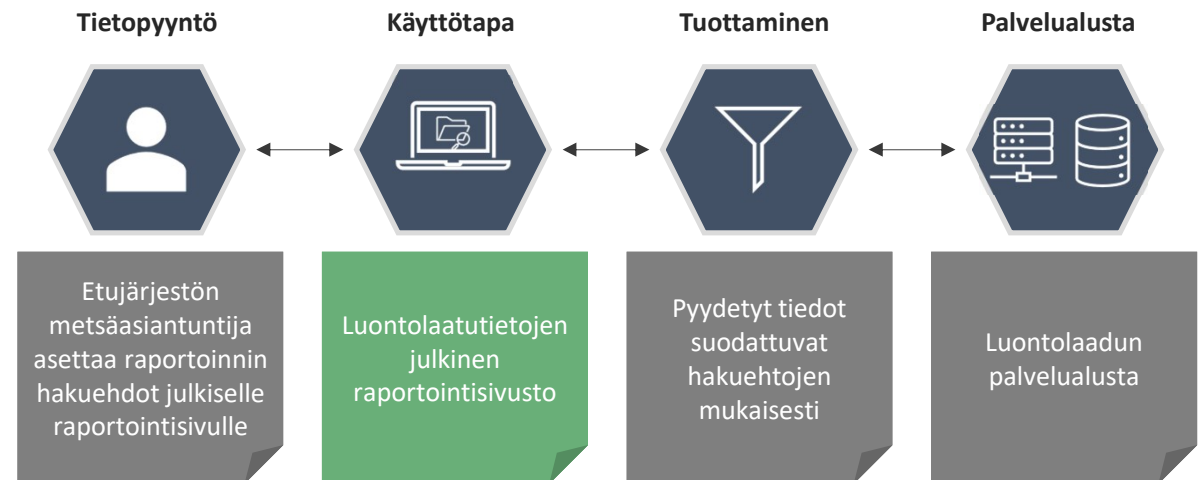 Tietopyyntö
Käyttötapa
Tuottaminen
Palvelualusta
Etujärjestön
metsäasiantuntija
asettaa raportoinnin
hakuehdot julkiselle
raportointisivulle
Luontolaatutietojen
julkinen
raportointisivusto
Pyydetyt tiedot
suodattuvat
hakuehtojen
mukaisesti
Luontolaadun
palvelualusta